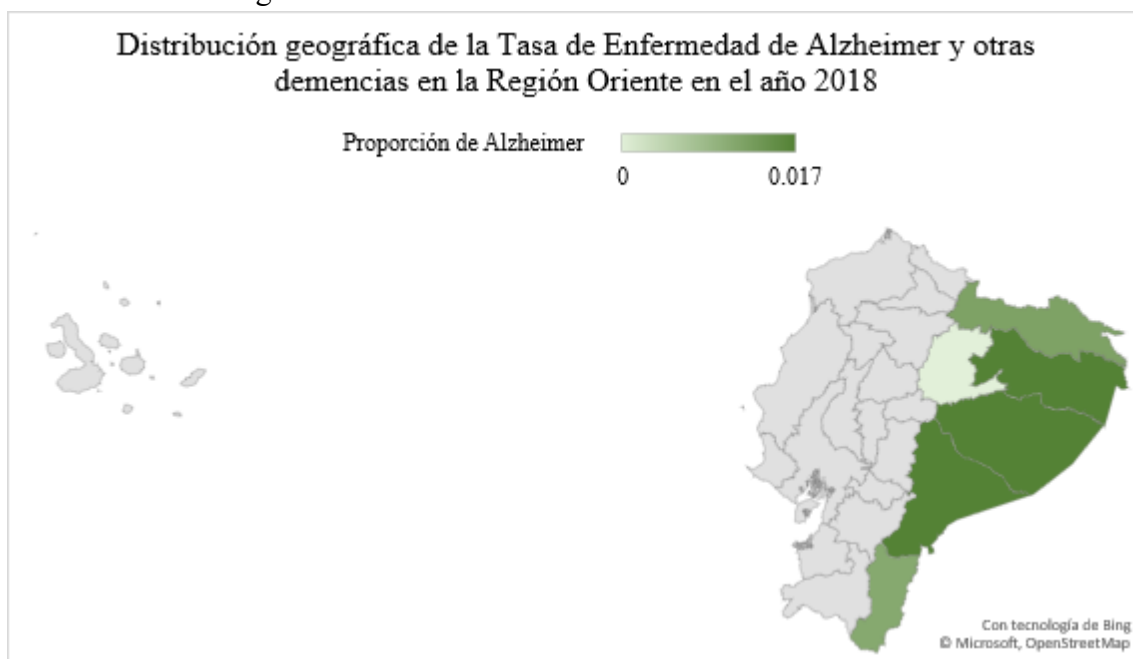 Distribución geográfica de la Tasa de Enfermedad de Alzheimer y otras
demencias en la Región Oriente en el año 2018
Proporción de Alzheimer
0 0.017
Con tecnología de Bing
© Microsoft, OpenStreetMap